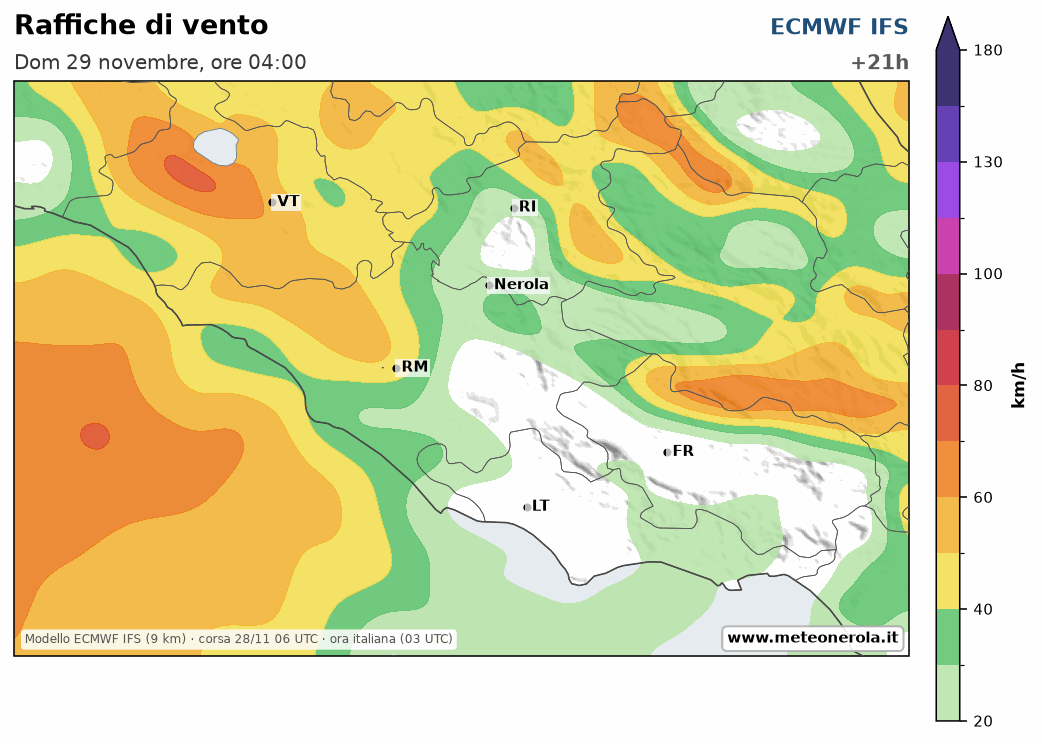 Raffiche di vento
ECMWF IFS
Dom 29 novembre, ore 04:00
+21h
VT
RI
Nerola
RM
FR
LT
Modello ECMWF IFS (9 km) · corsa 28/11 06 UTC · ora italiana (03 UTC)
www.meteonerola.it
180
130
100
80
60
40
20
km/h